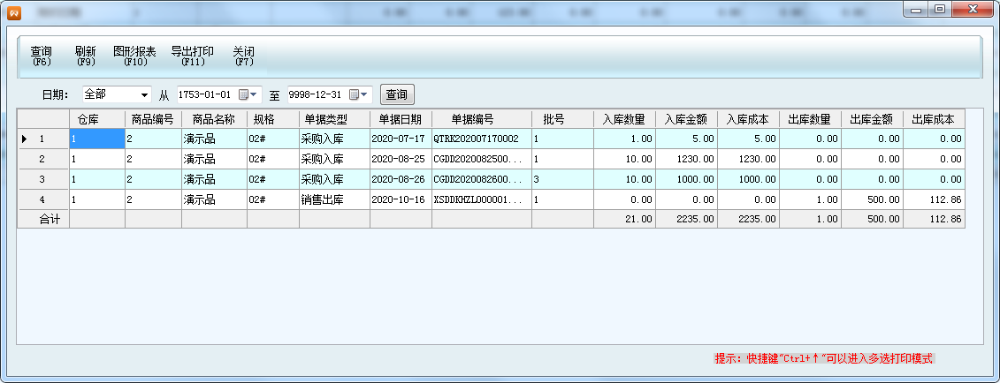 查询 刷新 图形报表 导出打印 关闭
(F6) (F9) (F10) (F11) (F7)
日期： 全部 从 1753-01-01 至 9998-12-31 查询
仓库 商品编号 商品名称 规格 单据类型 单据日期 单据编号 批号 入库数量 入库金额 入库成本 出库数量 出库金额 出库成本
1 1 2 演示品 02# 采购入库 2020-07-17 QTRK202007170002 1 1.00 5.00 5.00 0.00 0.00 0.00
2 1 2 演示品 02# 采购入库 2020-08-25 CGDD2020082500... 1 10.00 1230.00 1230.00 0.00 0.00 0.00
3 1 2 演示品 02# 采购入库 2020-08-26 CGDD2020082600... 3 10.00 1000.00 1000.00 0.00 0.00 0.00
4 1 2 演示品 02# 销售出库 2020-10-16 XSDDKHZL000001... 1 0.00 0.00 0.00 1.00 500.00 112.86
合计 21.00 2235.00 2235.00 1.00 500.00 112.86
提示：快捷键“Ctrl+↑”可以进入多选打印模式